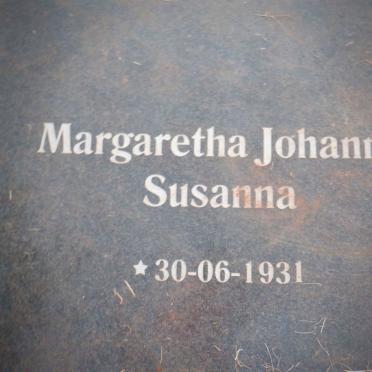 Margaretha Johann
Susanna
★ 30-06-1931